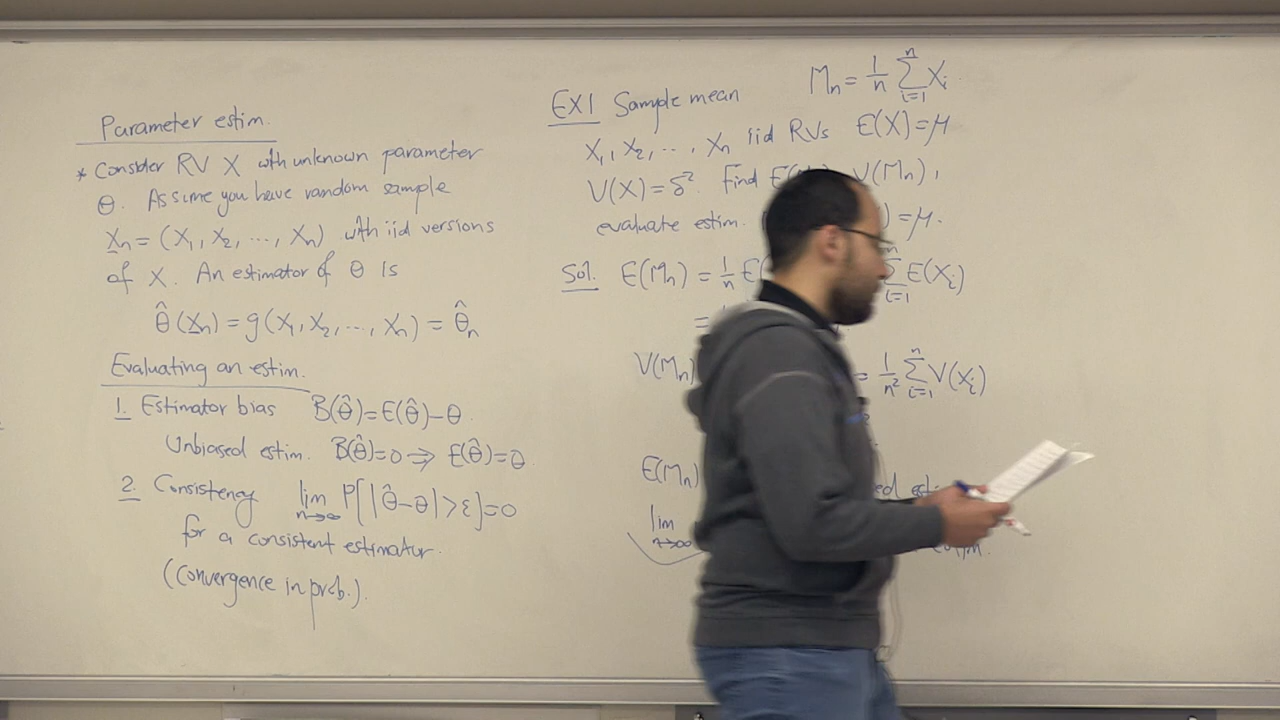 Parameter estim.
* Consider RV X with unknown parameter
θ. Assume you have random sample
X̲n = (X₁, X₂, ..., Xn) with iid versions
of X. An estimator of θ is
θ̂(X̲n) = g(X₁, X₂, ..., Xn) = θ̂n
Evaluating an estim.
1. Estimator bias B(θ̂) = E(θ̂) - θ.
Unbiased estim. B(θ̂) = 0 ⇒ E(θ̂) = θ.
2. Consistency lim n→∞ P[|θ̂-θ| > ε] = 0
for a consistent estimator.
(Convergence in prob.).
EX1 Sample mean Mn = 1/n ∑ i=1 n Xi
X₁, X₂, ..., Xn iid RVs E(X) = μ
V(X) = δ². Find V(Mn),
evaluate estim. = μ.
Sol. E(Mn) = 1/n E( ∑ i=1 n E(Xi)
=
V(Mn) = 1/n² ∑ i=1 n V(Xi)
E(Mn)
lim n→∞